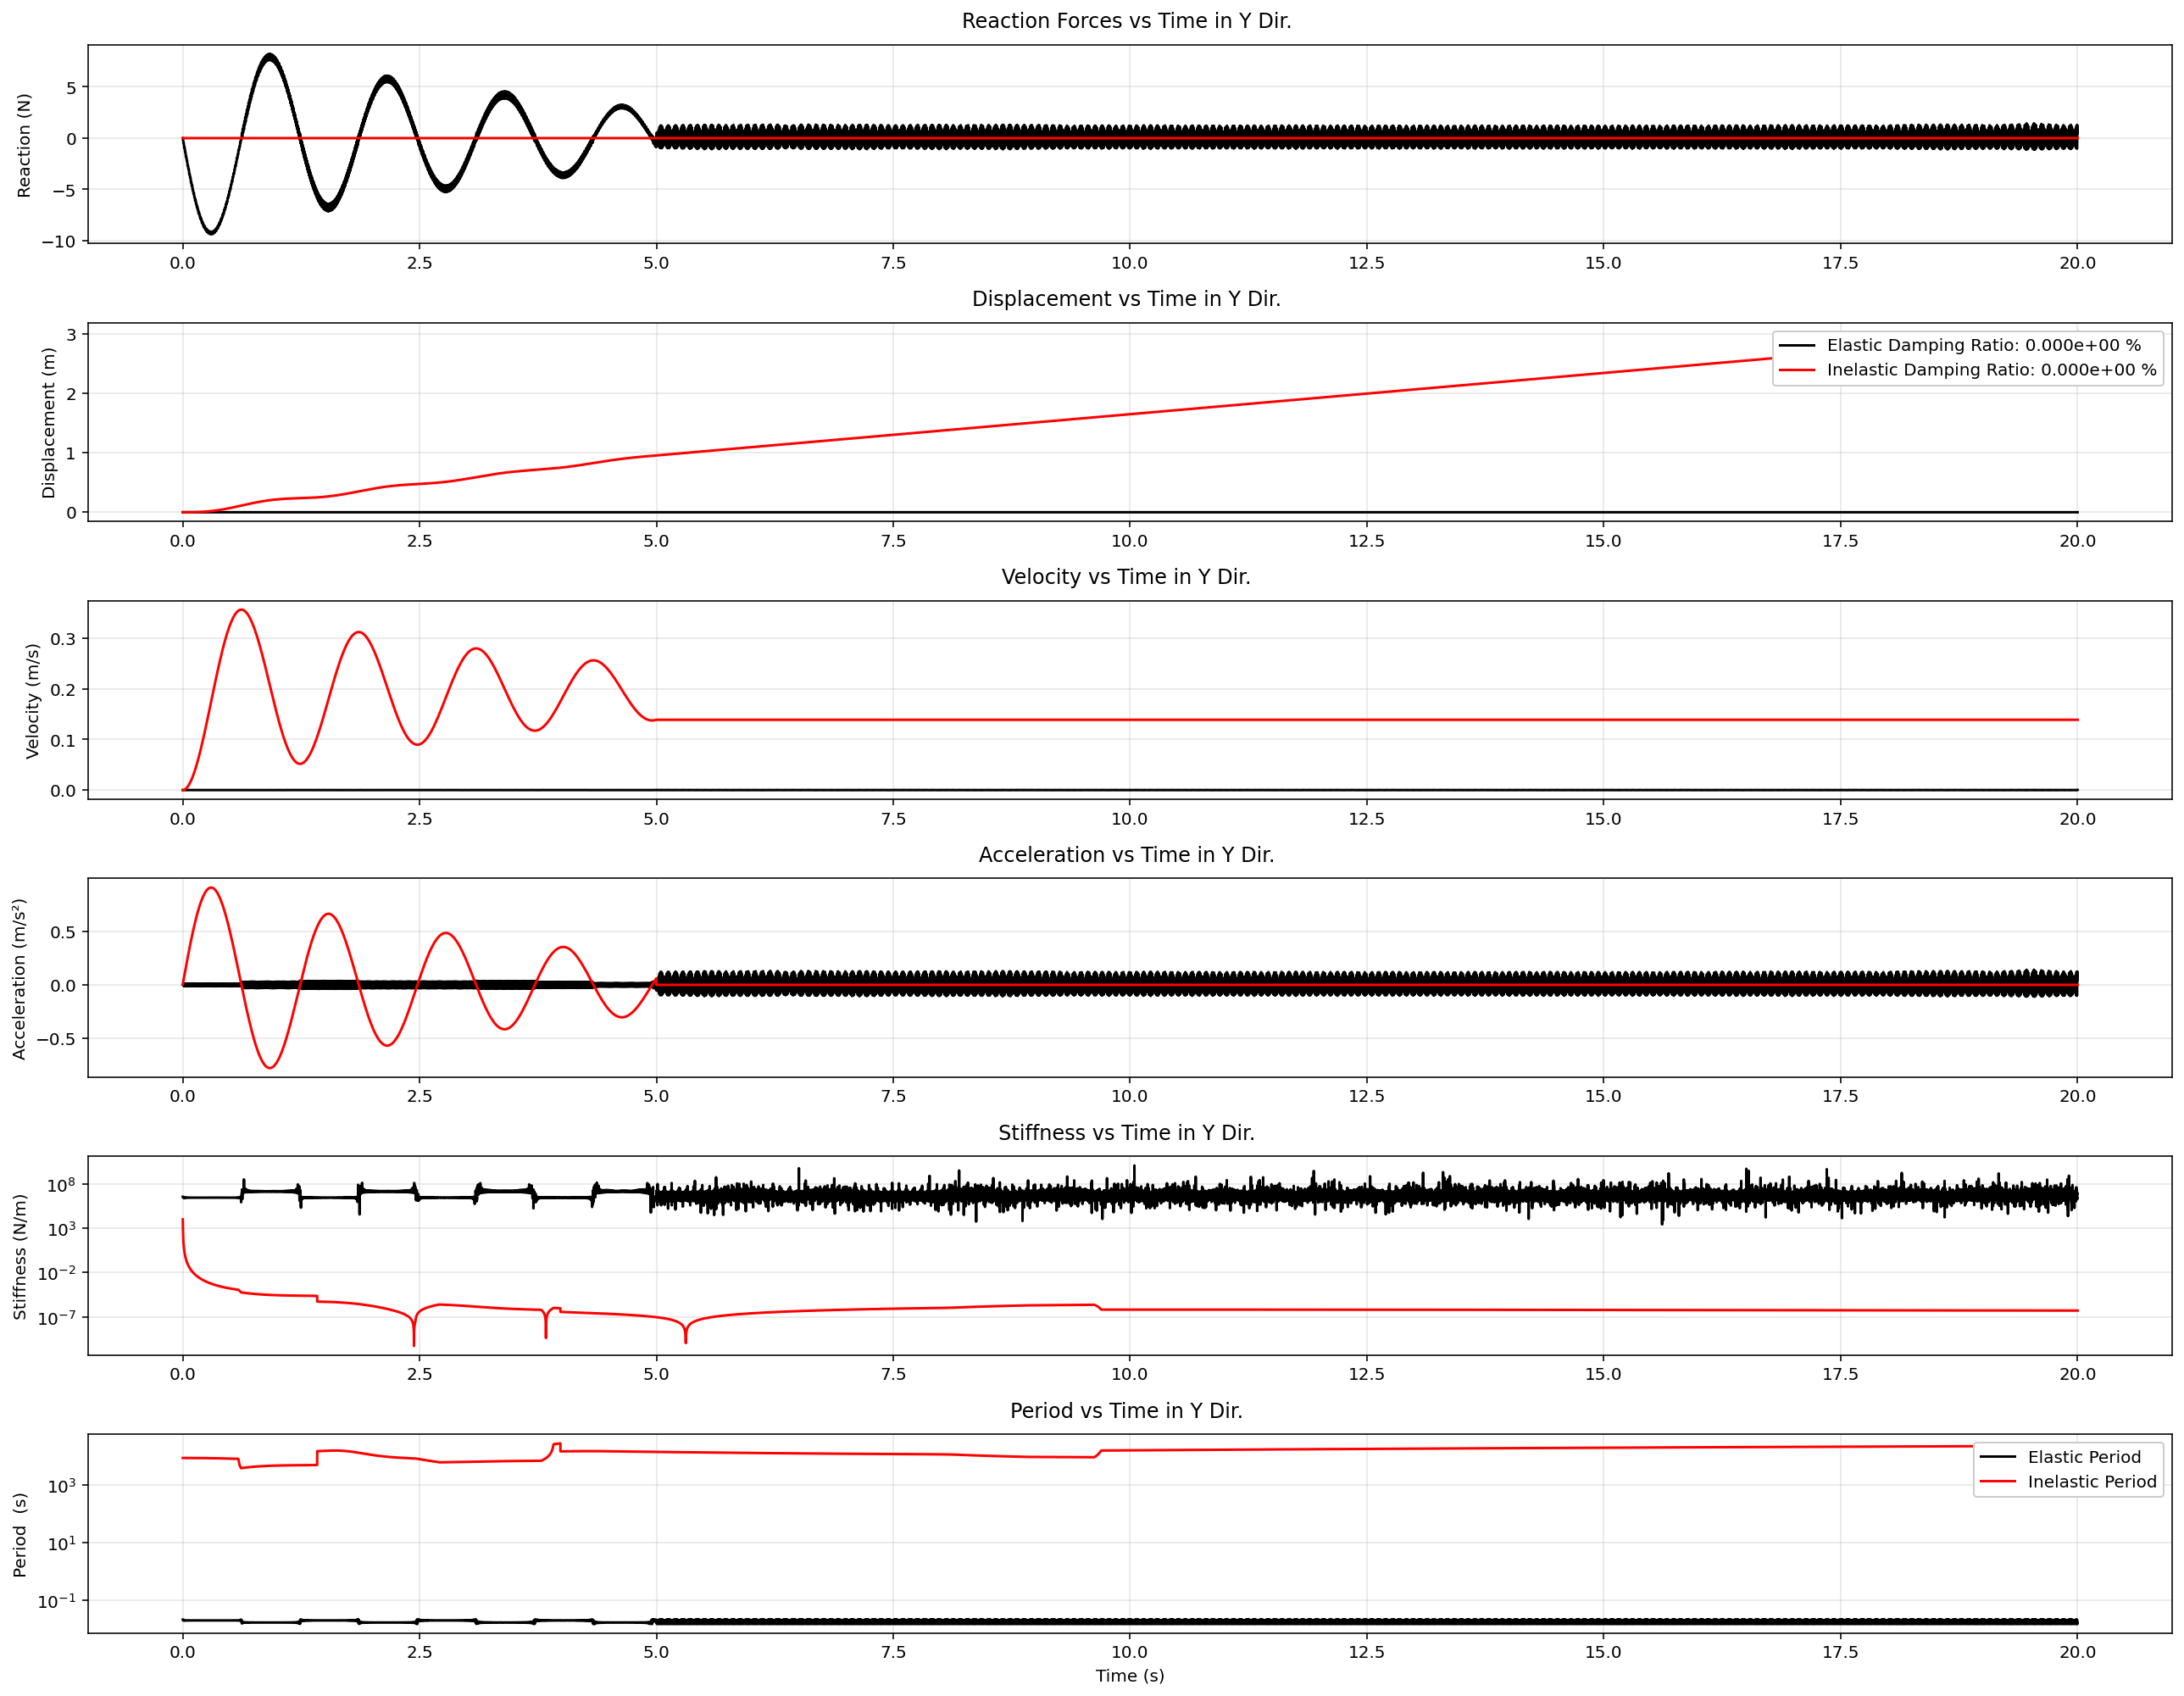 Reaction Forces vs Time in Y Dir.
Reaction (N)
5
0
−5
−10
0.0 2.5 5.0 7.5 10.0 12.5 15.0 17.5 20.0
Displacement vs Time in Y Dir.
Displacement (m)
3
2
1
0
Elastic Damping Ratio: 0.000e+00 %
Inelastic Damping Ratio: 0.000e+00 %
0.0 2.5 5.0 7.5 10.0 12.5 15.0 17.5 20.0
Velocity vs Time in Y Dir.
Velocity (m/s)
0.3
0.2
0.1
0.0
0.0 2.5 5.0 7.5 10.0 12.5 15.0 17.5 20.0
Acceleration vs Time in Y Dir.
Acceleration (m/s²)
0.5
0.0
−0.5
0.0 2.5 5.0 7.5 10.0 12.5 15.0 17.5 20.0
Stiffness vs Time in Y Dir.
Stiffness (N/m)
10⁸
10³
10⁻²
10⁻⁷
0.0 2.5 5.0 7.5 10.0 12.5 15.0 17.5 20.0
Period vs Time in Y Dir.
Period (s)
10³
10¹
10⁻¹
Elastic Period
Inelastic Period
0.0 2.5 5.0 7.5 10.0 12.5 15.0 17.5 20.0
Time (s)